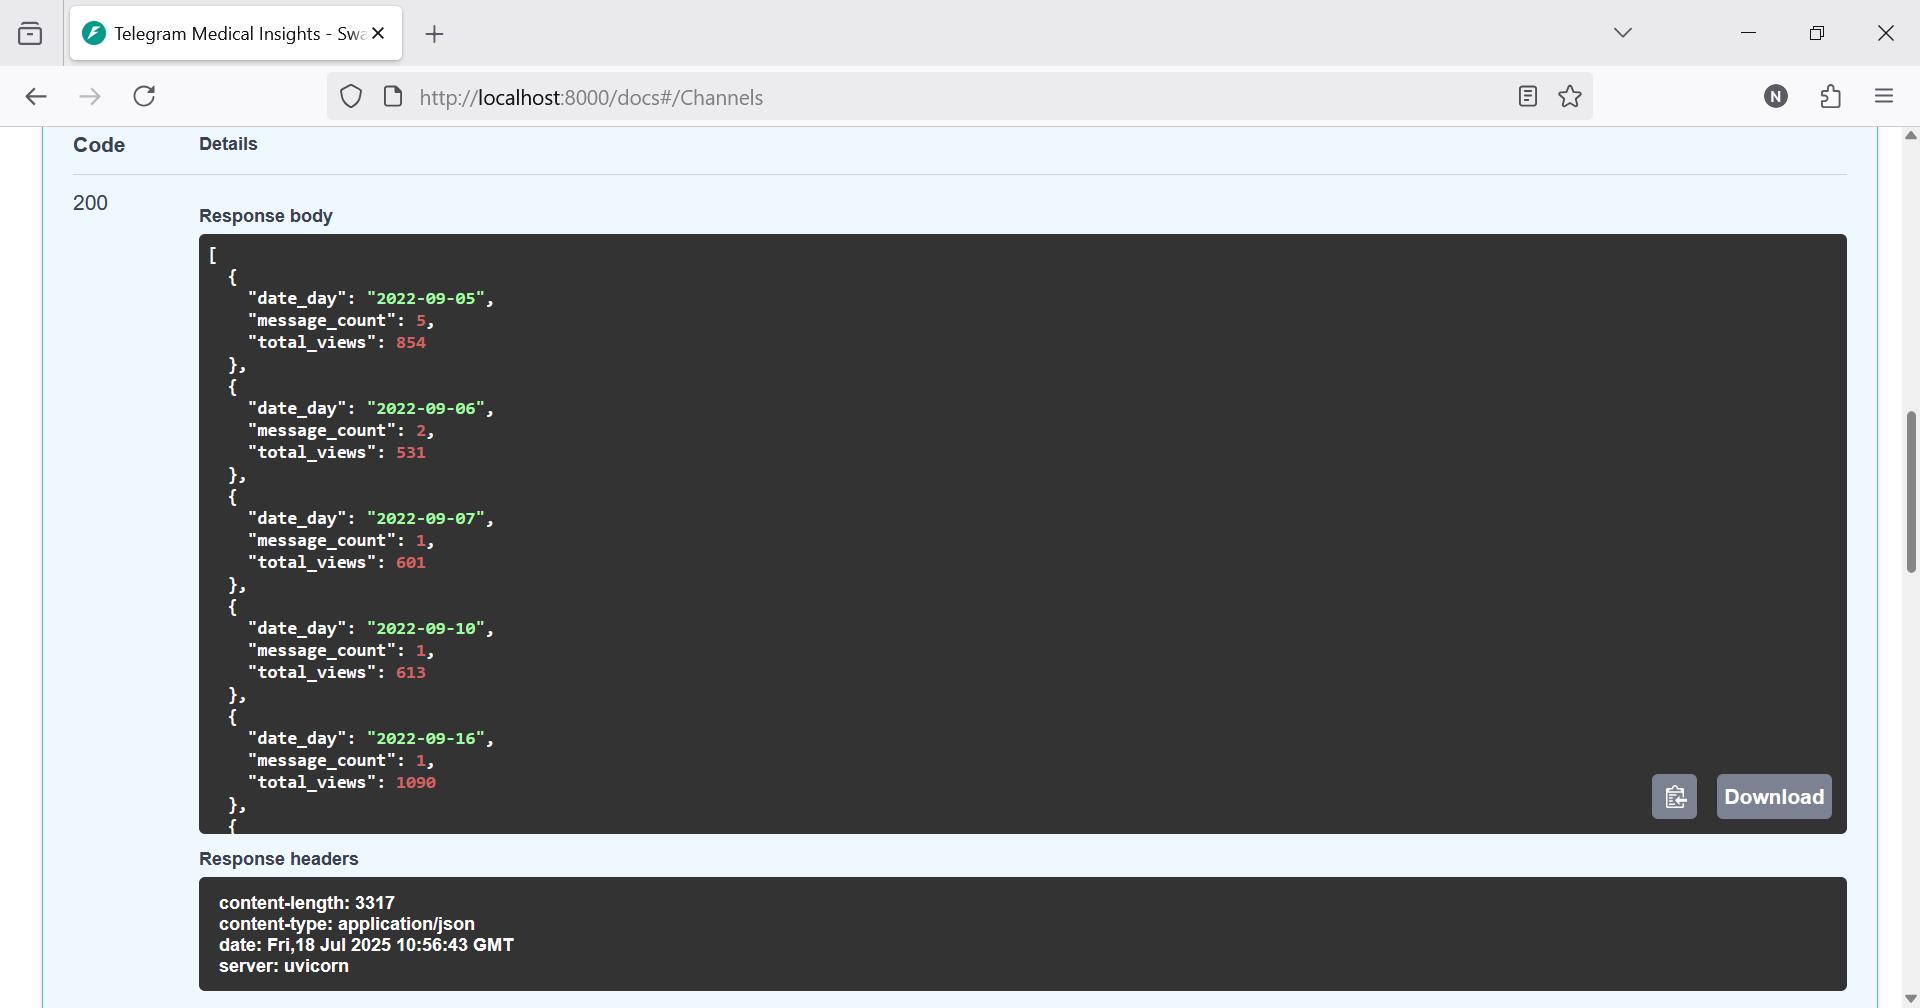 Telegram Medical Insights - Swa
http://localhost:8000/docs#/Channels
N
Code Details
200
Response body
[
  {
    "date_day": "2022-09-05",
    "message_count": 5,
    "total_views": 854
  },
  {
    "date_day": "2022-09-06",
    "message_count": 2,
    "total_views": 531
  },
  {
    "date_day": "2022-09-07",
    "message_count": 1,
    "total_views": 601
  },
  {
    "date_day": "2022-09-10",
    "message_count": 1,
    "total_views": 613
  },
  {
    "date_day": "2022-09-16",
    "message_count": 1,
    "total_views": 1090
  },
  {
Download
Response headers
content-length: 3317
content-type: application/json
date: Fri,18 Jul 2025 10:56:43 GMT
server: uvicorn